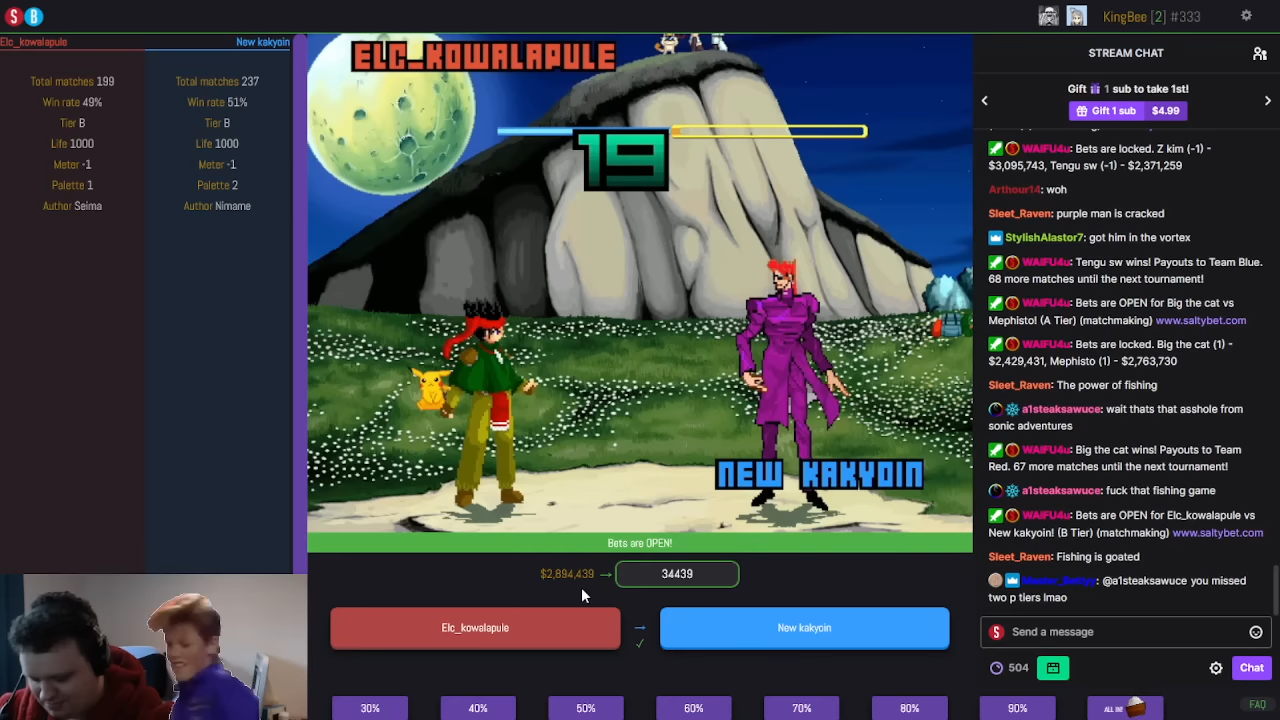 S B
KingBee [2] #333
Elc_kowalapule New kakyoin
Total matches 199 Total matches 237
Win rate 49% Win rate 51%
Tier B Tier B
Life 1000 Life 1000
Meter -1 Meter -1
Palette 1 Palette 2
Author Seima Author Nimame
ELC_KOWALAPULE
19
NEW KAKYOIN
Bets are OPEN!
$2,894,439 → 34439
Elc_kowalapule → New kakyoin
30% 40% 50% 60% 70% 80% 90% ALL IN!
STREAM CHAT
Gift 1 sub to take 1st!
Gift 1 sub $4.99
WAIFU4u: Bets are locked. Z kim (-1) -
$3,095,743, Tengu sw (-1) - $2,371,259
Arthour14: woh
Sleet_Raven: purple man is cracked
StylishAlastor7: got him in the vortex
WAIFU4u: Tengu sw wins! Payouts to Team Blue.
68 more matches until the next tournament!
WAIFU4u: Bets are OPEN for Big the cat vs
Mephisto! (A Tier) (matchmaking) www.saltybet.com
WAIFU4u: Bets are locked. Big the cat (1) -
$2,429,431, Mephisto (1) - $2,763,730
Sleet_Raven: The power of fishing
a1steaksawuce: wait thats that asshole from
sonic adventures
WAIFU4u: Big the cat wins! Payouts to Team
Red. 67 more matches until the next tournament!
a1steaksawuce: fuck that fishing game
WAIFU4u: Bets are OPEN for Elc_kowalapule vs
New kakyoin! (B Tier) (matchmaking) www.saltybet.com
Sleet_Raven: Fishing is goated
@a1steaksawuce you missed
two p tiers lmao
S Send a message
504 Chat
FAQ